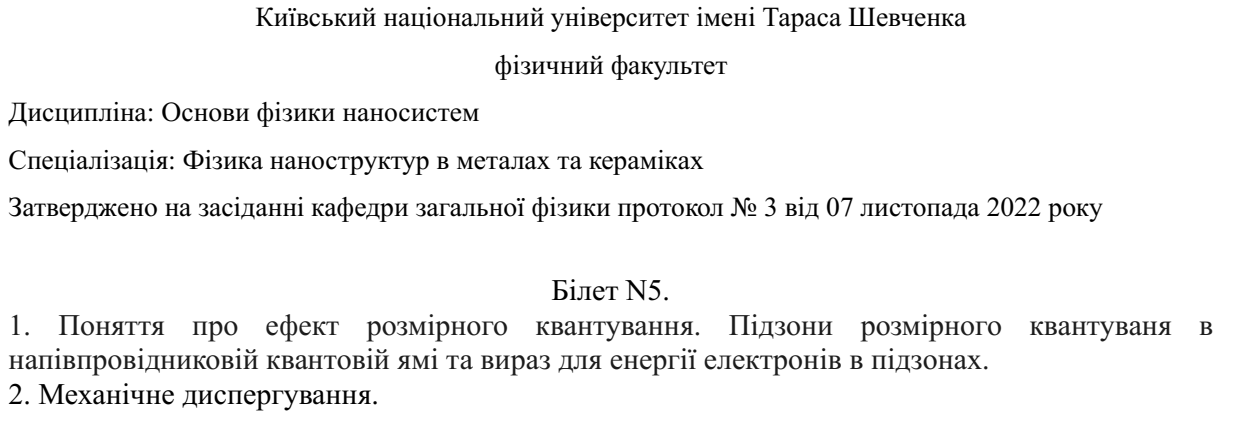 Київський національний університет імені Тараса Шевченка
фізичний факультет
Дисципліна: Основи фізики наносистем
Спеціалізація: Фізика наноструктур в металах та кераміках
Затверджено на засіданні кафедри загальної фізики протокол № 3 від 07 листопада 2022 року
Білет N5.
1. Поняття про ефект розмірного квантування. Підзони розмірного квантуваня в
напівпровідниковій квантовій ямі та вираз для енергії електронів в підзонах.
2. Механічне диспергування.